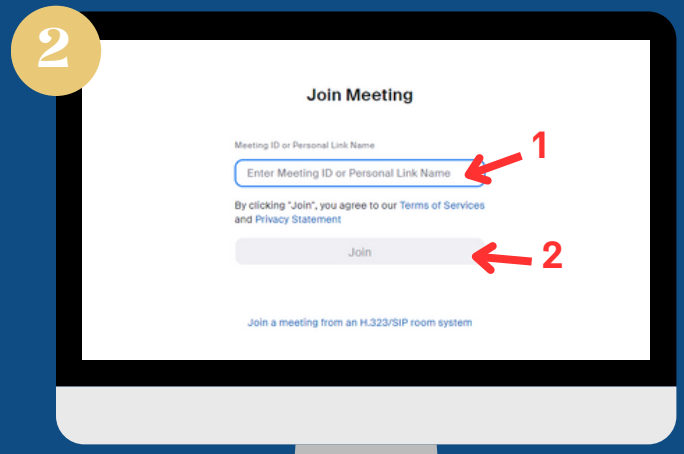 2
Join Meeting
Meeting ID or Personal Link Name
1
Enter Meeting ID or Personal Link Name
By clicking "Join", you agree to our Terms of Services
and Privacy Statement
Join
2
Join a meeting from an H.323/SIP room system